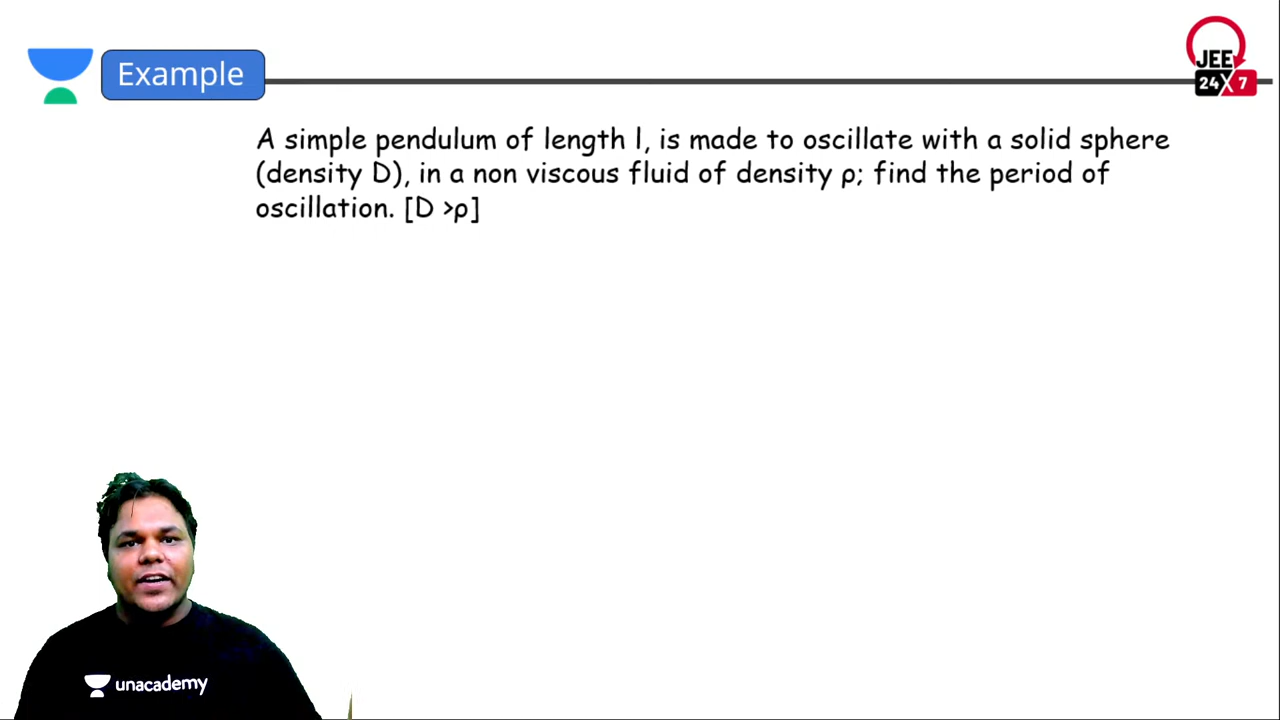 Example
JEE
24X7
A simple pendulum of length l, is made to oscillate with a solid sphere
(density D), in a non viscous fluid of density ρ; find the period of
oscillation. [D >ρ]
unacademy